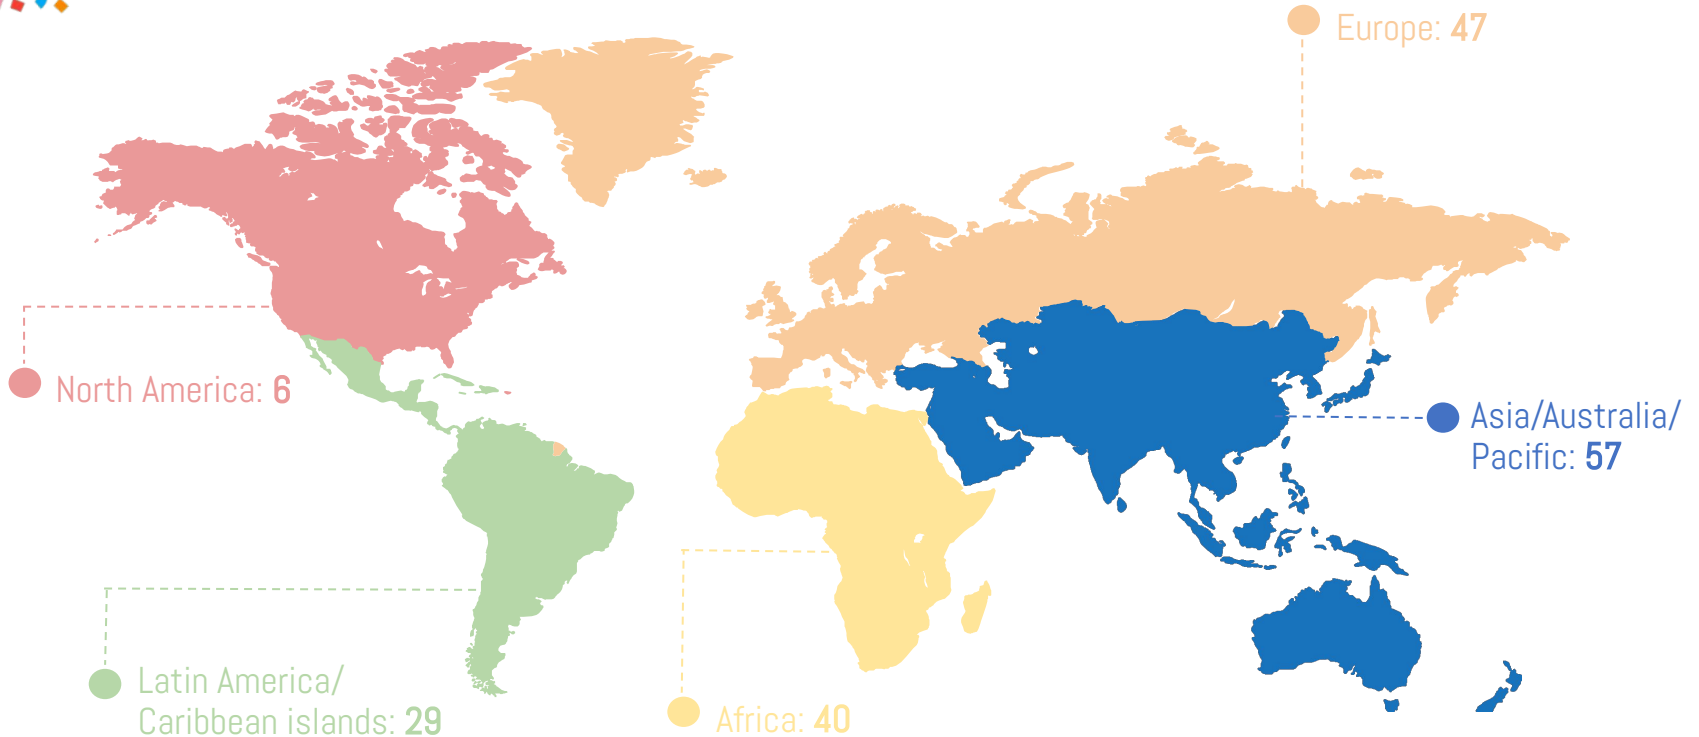 Europe: 47
North America: 6
Asia/Australia/
Pacific: 57
Latin America/
Caribbean islands: 29
Africa: 40